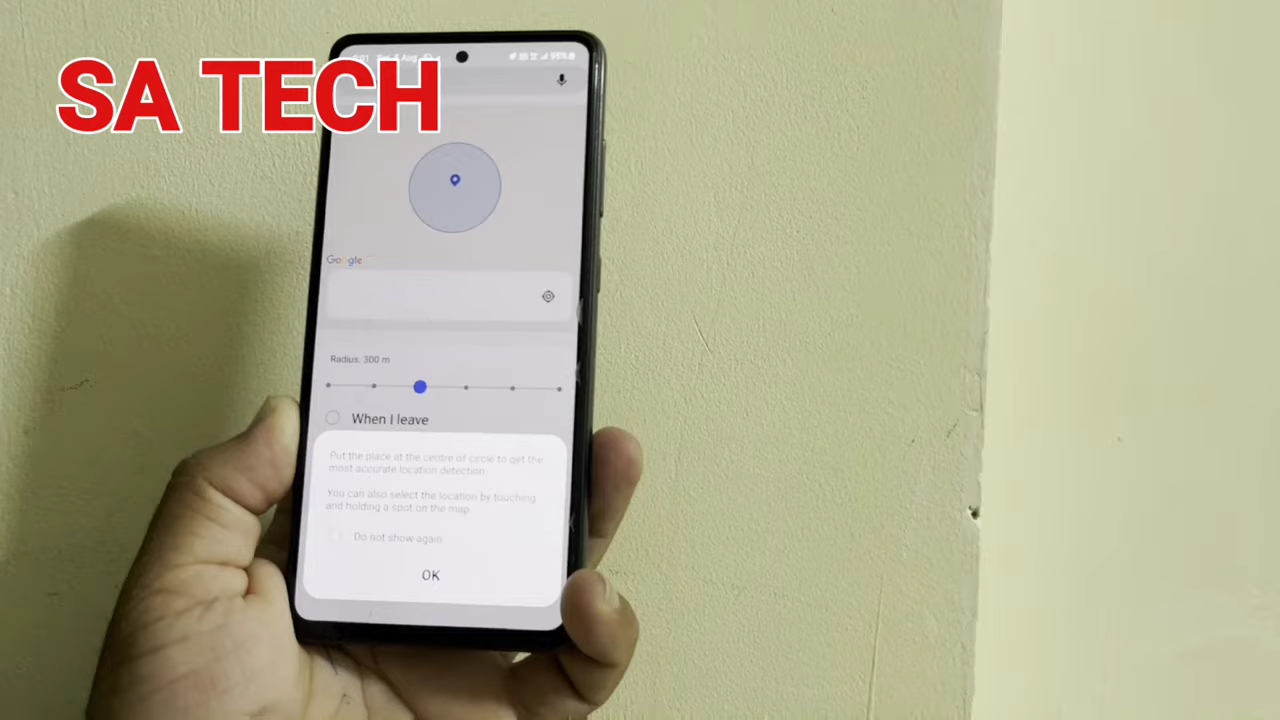 SA TECH
95%
Google
Radius: 300 m
When I leave
Put the place at the centre of circle to get the
most accurate location detection.
You can also select the location by touching
and holding a spot on the map.
Do not show again
OK